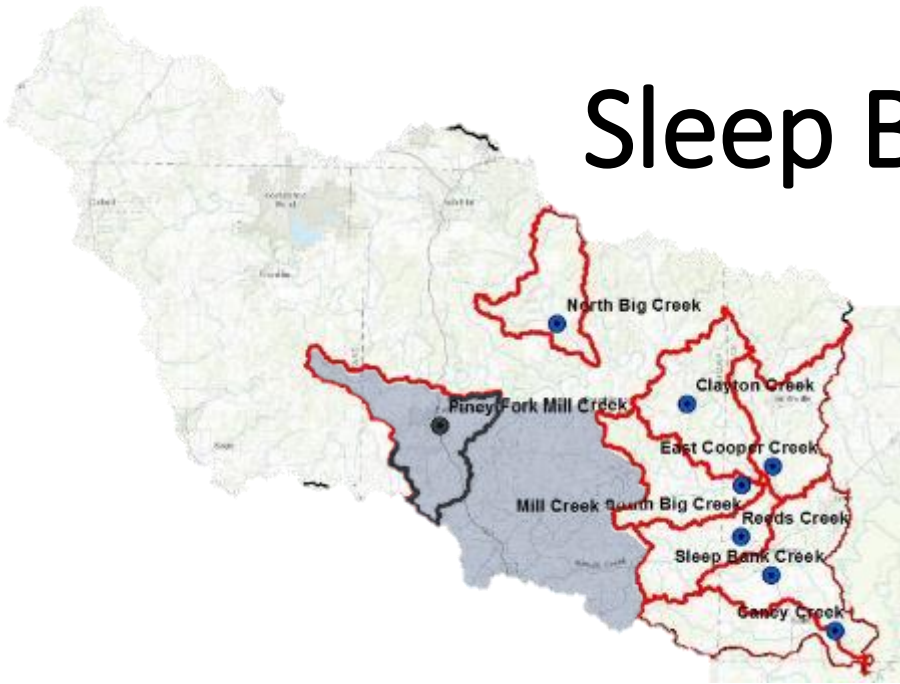 Sleep B
North Big Creek
Clayton Creek
Piney Fork Mill Creek
East Cooper Creek
Mill Creek South Big Creek
Reeds Creek
Sleep Bank Creek
Caney Creek